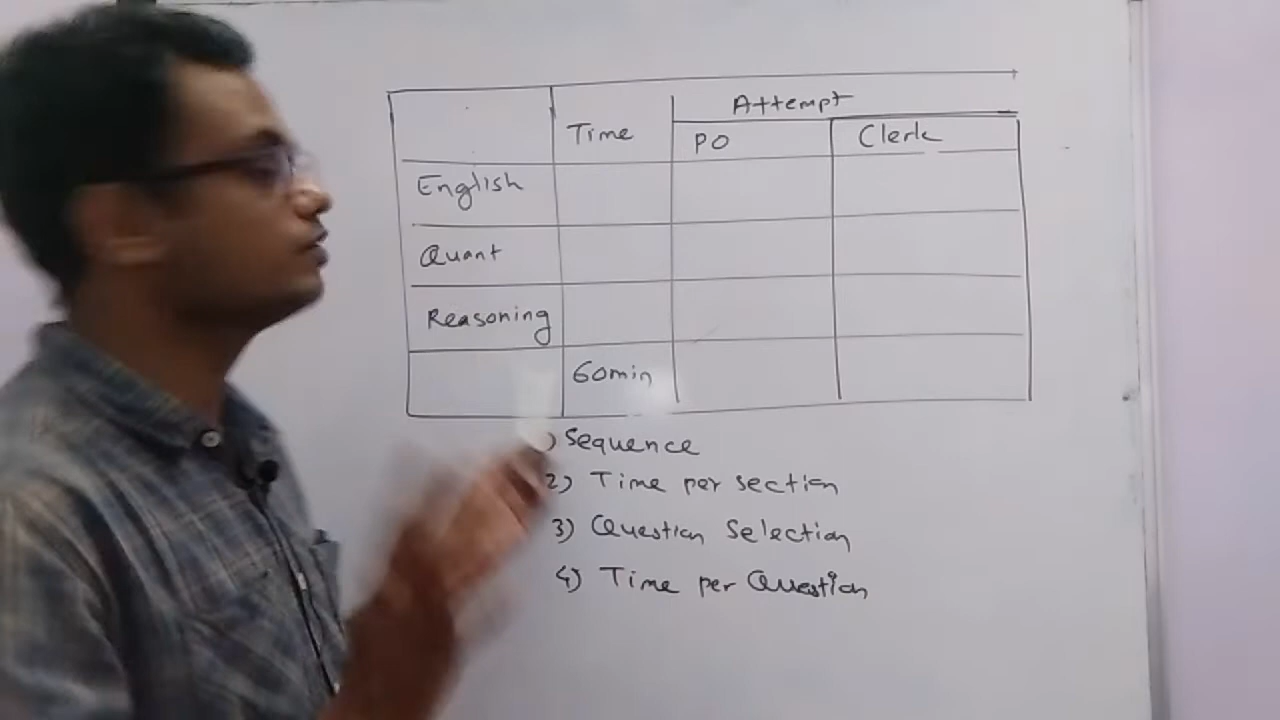 Attempt
Time PO Clerk
English
Quant
Reasoning
60min
) Sequence
2) Time per section
3) Question Selection
4) Time per Question